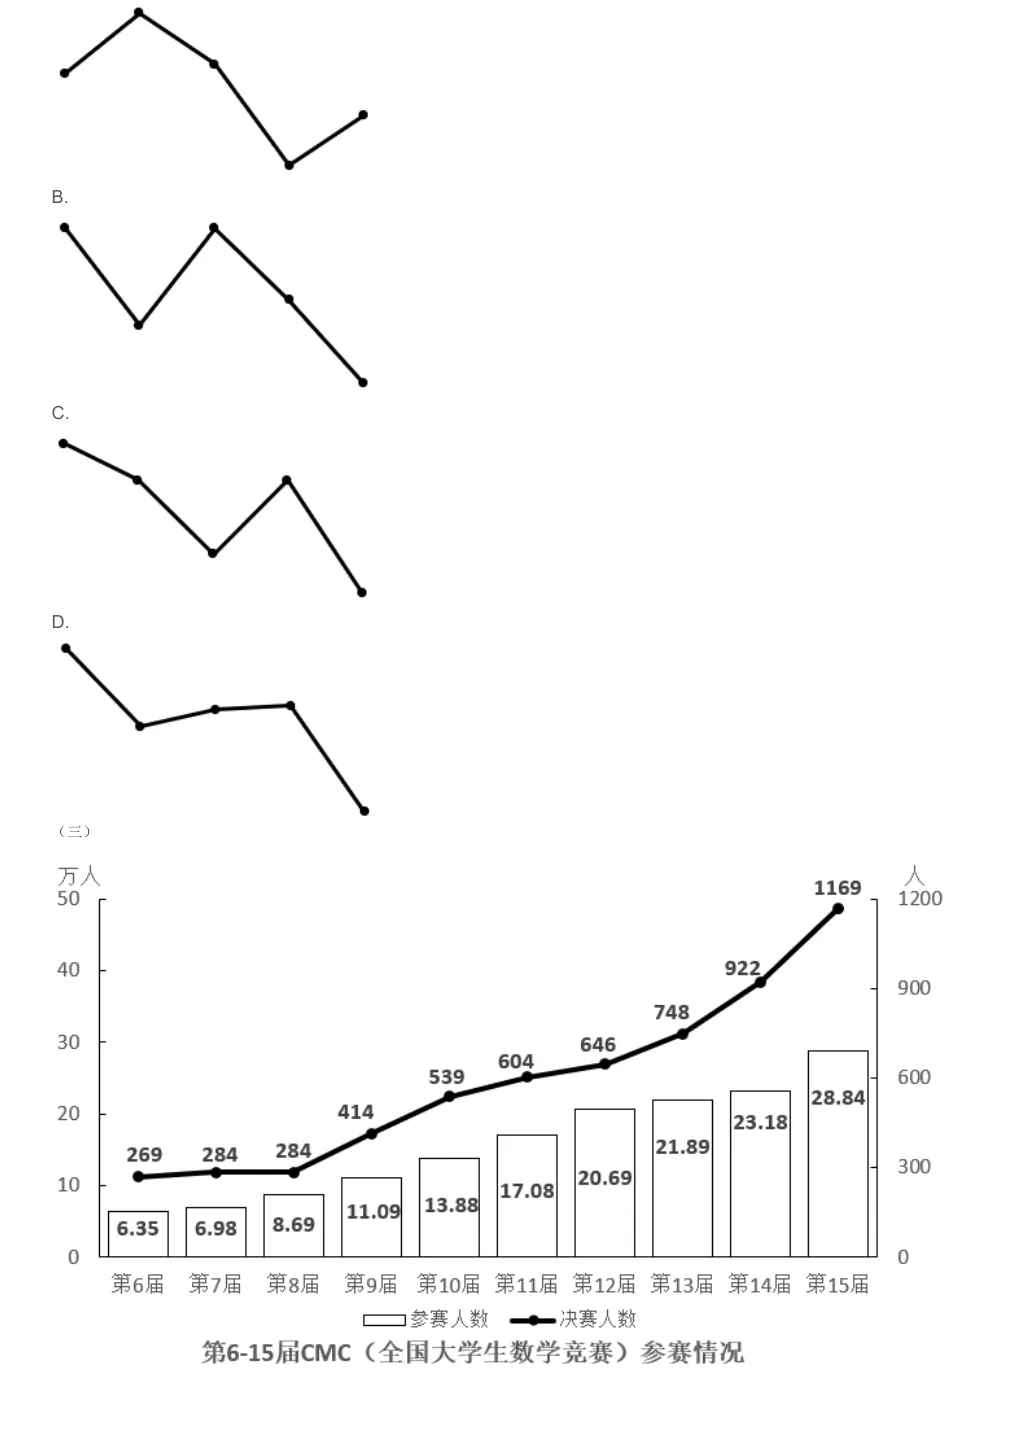 B.
C.
D.
（三）
万人 人
50 1169 1200
40 922 900
30 748
646
604 600
539
20 414 28.84
23.18
21.89
20.69
269 284 284 300
10 17.08
13.88
11.09
6.35 6.98 8.69
0 0
第6届 第7届 第8届 第9届 第10届 第11届 第12届 第13届 第14届 第15届
参赛人数 决赛人数
第6-15届CMC（全国大学生数学竞赛）参赛情况